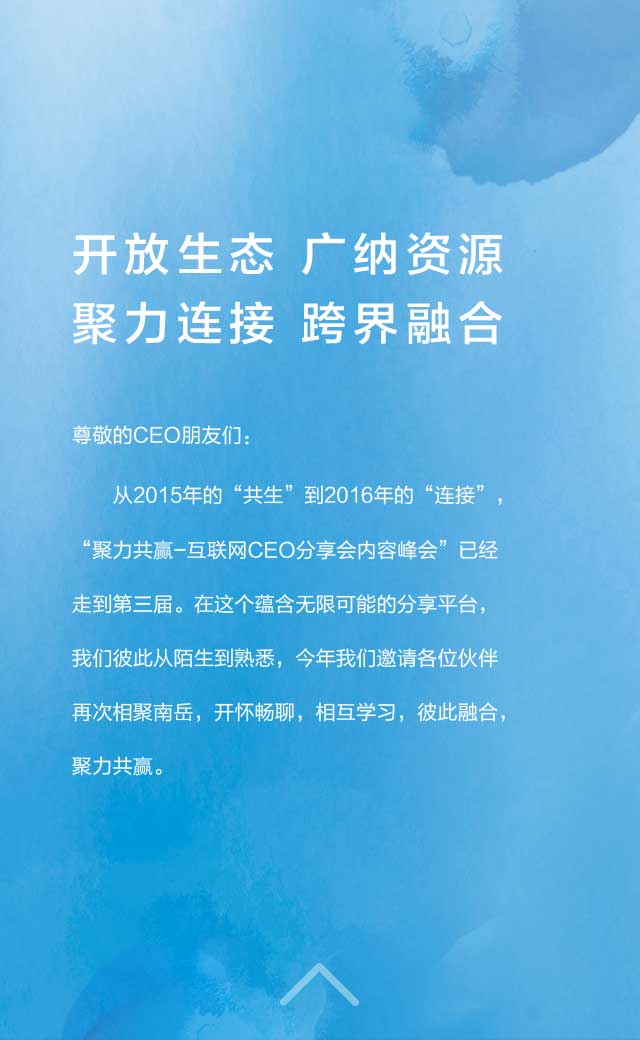 开放生态 广纳资源
聚力连接 跨界融合
尊敬的CEO朋友们：
从2015年的“共生”到2016年的“连接”，
“聚力共赢-互联网CEO分享会内容峰会”已经
走到第三届。在这个蕴含无限可能的分享平台，
我们彼此从陌生到熟悉，今年我们邀请各位伙伴
再次相聚南岳，开怀畅聊，相互学习，彼此融合，
聚力共赢。